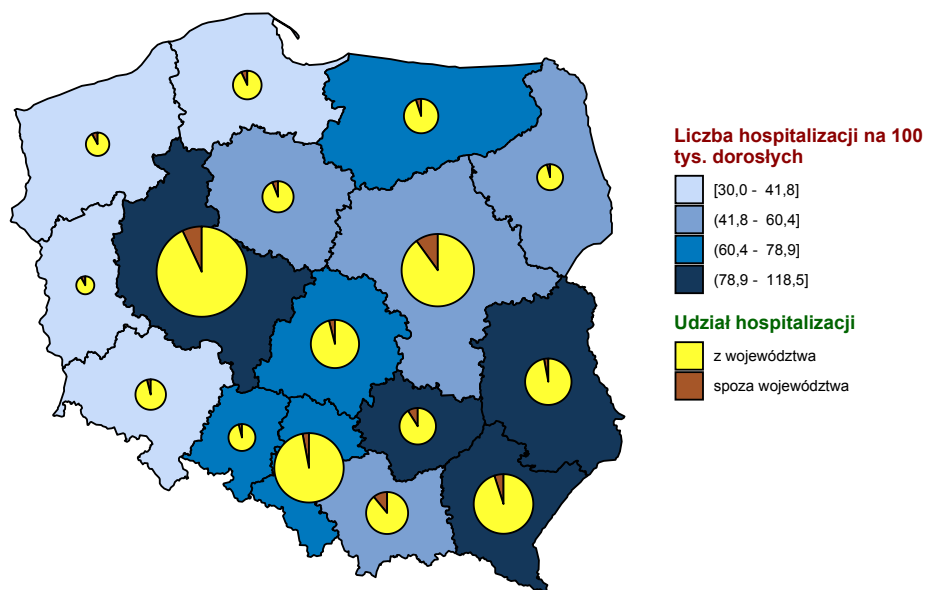 Liczba hospitalizacji na 100
tys. dorosłych
[30,0 - 41,8]
(41,8 - 60,4]
(60,4 - 78,9]
(78,9 - 118,5]
Udział hospitalizacji
z województwa
spoza województwa